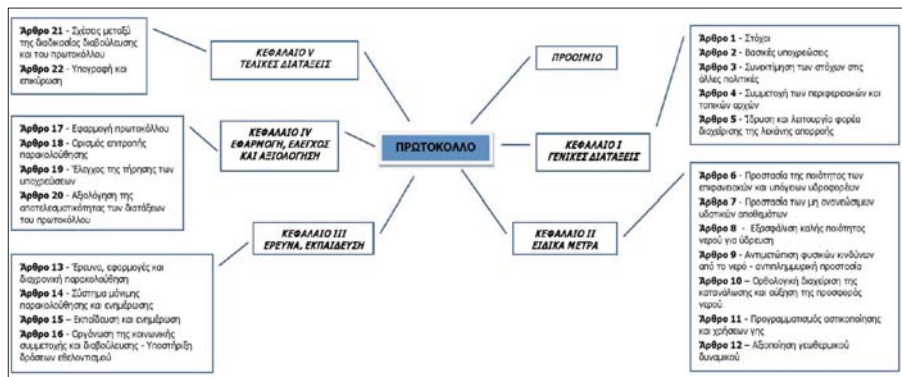 Άρθρο 21 - Σχέσος μεταξύ
της διαδικασίας διαβούλευσης
και του πρωτοκόλλου
Άρθρο 22 - Υπογραφή και
επικύρωση
ΚΕΦΑΛΑΙΟ V
ΤΕΛΙΚΕΣ ΔΙΑΤΑΞΕΙΣ
Άρθρο 17 - Εφαρμογή πρωτοκόλλου
Άρθρο 18 - Ορισμός επιτροπής
παρακολούθησης
Άρθρο 19 - Έλεγχος της τήρησης των
υποχρεώσεων
Άρθρο 20 - Αξιολόγηση της
αποτελεσματικότητας των διατάξεων
του πρωτοκόλλου
ΚΕΦΑΛΑΙΟ IV
ΕΦΑΡΜΟΓΗ, ΕΛΕΓΧΟΣ
ΚΑΙ ΑΞΙΟΛΟΓΗΣΗ
Άρθρο 13 - Έρευνα, εφαρμογές και
διαχρονική παρακολούθηση
Άρθρο 14 - Σύστημα μόνιμης
παρακολούθησης και ενημέρωσης
Άρθρο 15 – Εκπαίδευση και ενημέρωση
Άρθρο 16 - Οργάνωση της κοινωνικής
συμμετοχής και διαβούλευσης - Υποστήριξη
δράσεων εθελοντισμού
ΚΕΦΑΛΑΙΟ III
ΕΡΕΥΝΑ, ΕΚΠΑΙΔΕΥΣΗ
ΠΡΩΤΟΚΟΛΛΟ
ΠΡΟΟΙΜΙΟ
ΚΕΦΑΛΑΙΟ I
ΓΕΝΙΚΕΣ ΔΙΑΤΑΞΕΙΣ
Άρθρο 1 - Στόχοι
Άρθρο 2 - Βασικές υποχρεώσεις
Άρθρο 3 - Συνεκτίμηση των στόχων στις
άλλες πολιτικές
Άρθρο 4 - Συμμετοχή των περιφερειακών και
τοπικών αρχών
Άρθρο 5 - Ίδρυση και λειτουργία φορέα
διαχείρισης της λεκάνης απορροής
ΚΕΦΑΛΑΙΟ II
ΕΙΔΙΚΑ ΜΕΤΡΑ
Άρθρο 6 - Προστασία της ποιότητας των
επιφανειακών και υπόγειων υδροφορέων
Άρθρο 7 - Προστασία των μη ανανεώσιμων
υδατικών αποθεμάτων
Άρθρο 8 - Εξασφάλιση καλής ποιότητας
νερού για ύδρευση
Άρθρο 9 - Αντιμετώπιση φυσικών κινδύνων
από το νερό - αντιπλημμυρική προστασία
Άρθρο 10 – Ορθολογική διαχείριση της
κατανάλωσης και αύξηση της προσφοράς
νερού
Άρθρο 11 - Προγραμματισμός αστικοποίησης
και χρήσεων γης
Άρθρο 12 – Αξιοποίηση γεωθερμικού
δυναμικού